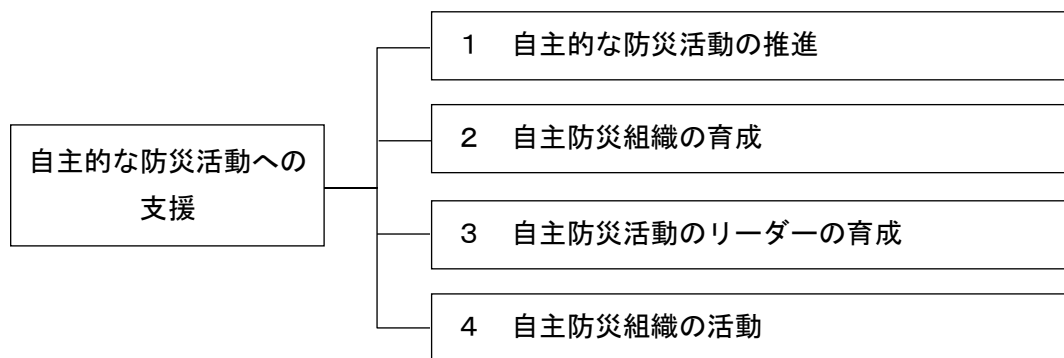 自主的な防災活動への
支援
１　自主的な防災活動の推進
２　自主防災組織の育成
３　自主防災活動のリーダーの育成
４　自主防災組織の活動